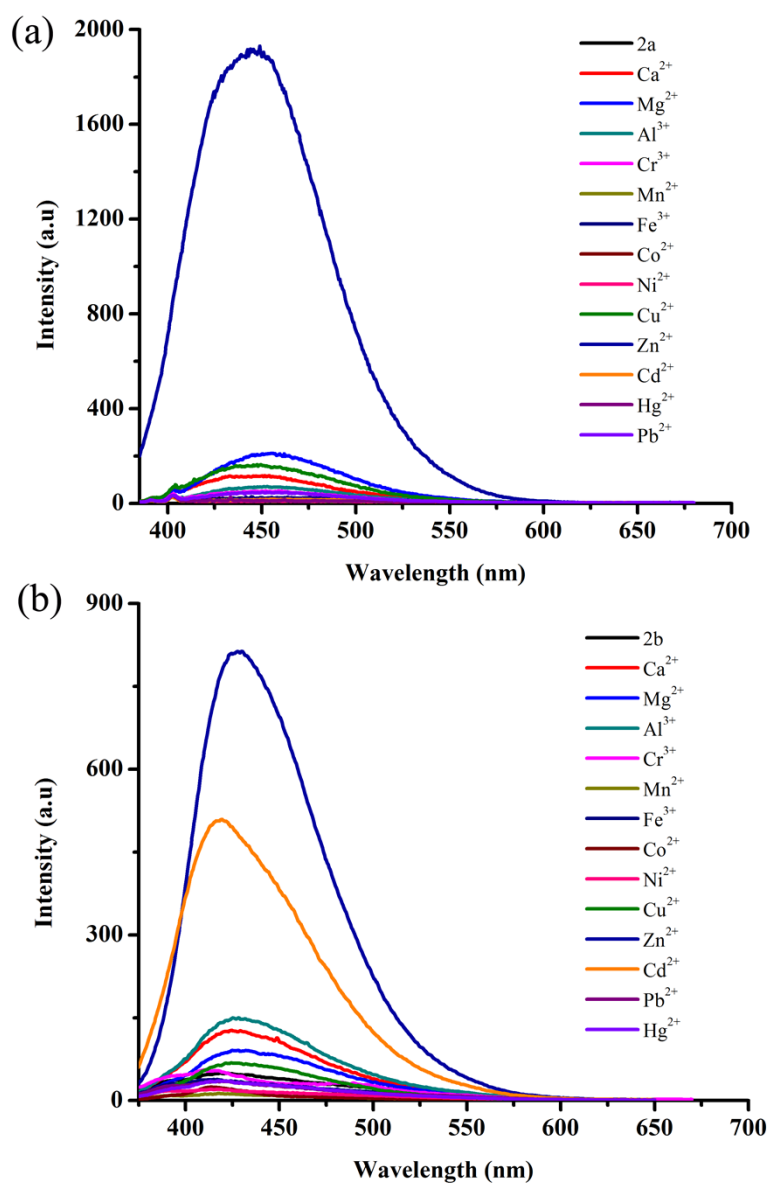 (a)
2000
1600
1200
800
400
0
Intensity (a.u)
400 450 500 550 600 650 700
Wavelength (nm)
2a
Ca²⁺
Mg²⁺
Al³⁺
Cr³⁺
Mn²⁺
Fe³⁺
Co²⁺
Ni²⁺
Cu²⁺
Zn²⁺
Cd²⁺
Hg²⁺
Pb²⁺
(b)
900
600
300
0
Intensity (a.u)
400 450 500 550 600 650 700
Wavelength (nm)
2b
Ca²⁺
Mg²⁺
Al³⁺
Cr³⁺
Mn²⁺
Fe³⁺
Co²⁺
Ni²⁺
Cu²⁺
Zn²⁺
Cd²⁺
Pb²⁺
Hg²⁺